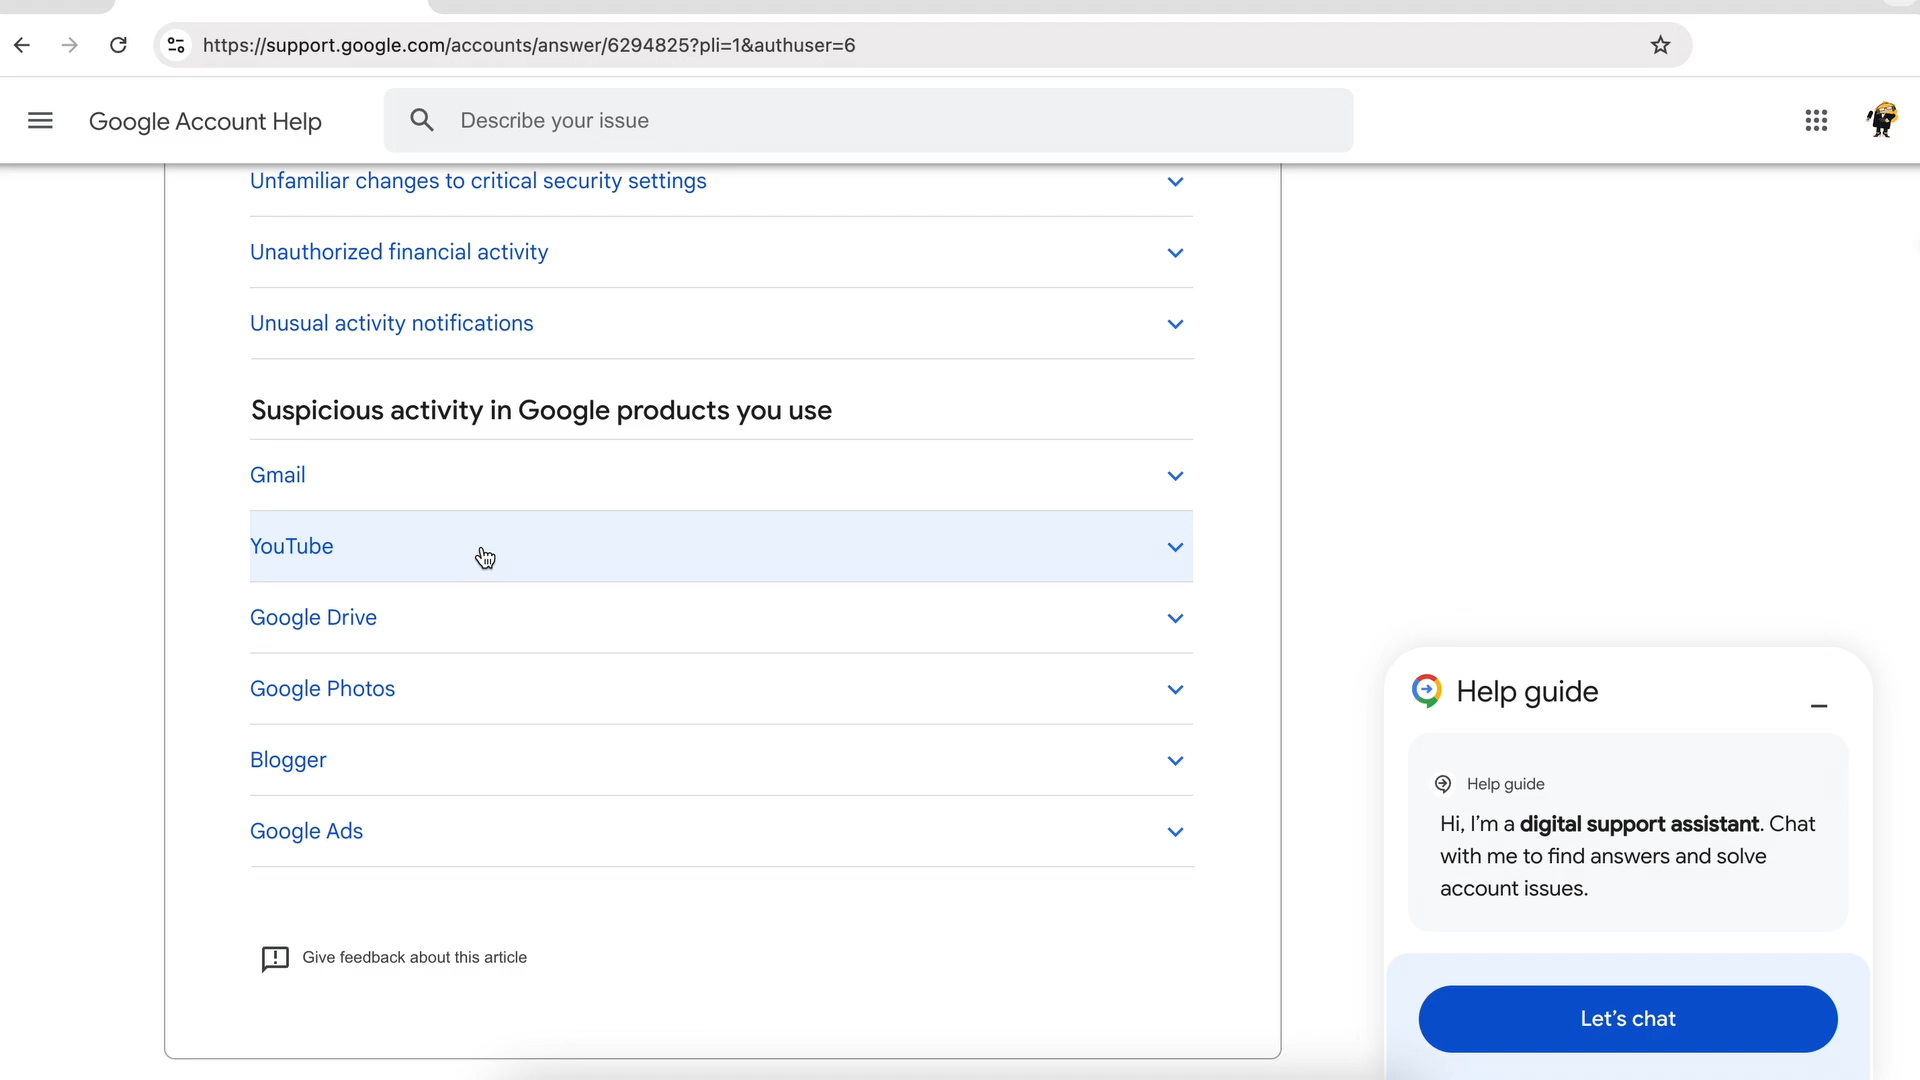 https://support.google.com/accounts/answer/6294825?pli=1&authuser=6
Google Account Help
Describe your issue
Unfamiliar changes to critical security settings
Unauthorized financial activity
Unusual activity notifications
Suspicious activity in Google products you use
Gmail
YouTube
Google Drive
Google Photos
Blogger
Google Ads
Give feedback about this article
Help guide
Help guide
Hi, I’m a digital support assistant. Chat
with me to find answers and solve
account issues.
Let’s chat